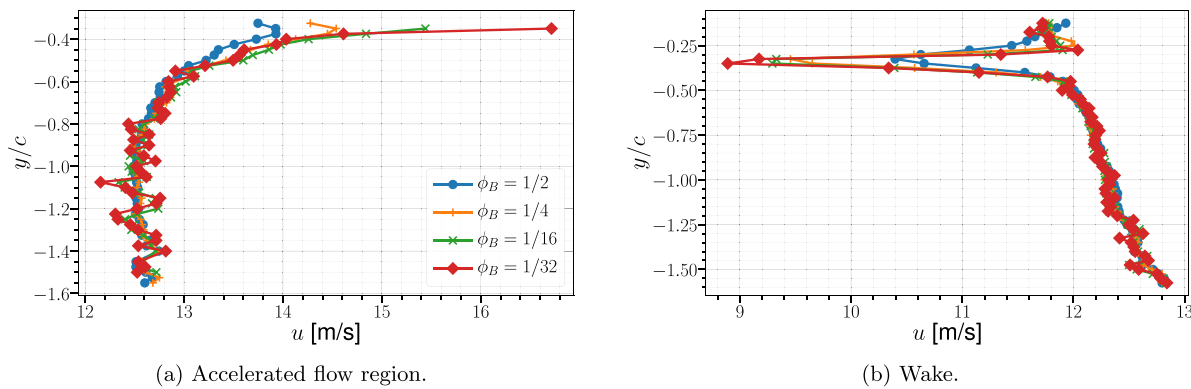 −0.4
−0.6
−0.8
−1.0
−1.2
−1.4
−1.6
y/c
12
13
14
15
16
u [m/s]
ϕB = 1/2
ϕB = 1/4
ϕB = 1/16
ϕB = 1/32
(a) Accelerated flow region.
−0.25
−0.50
−0.75
−1.00
−1.25
−1.50
y/c
9
10
11
12
13
u [m/s]
(b) Wake.